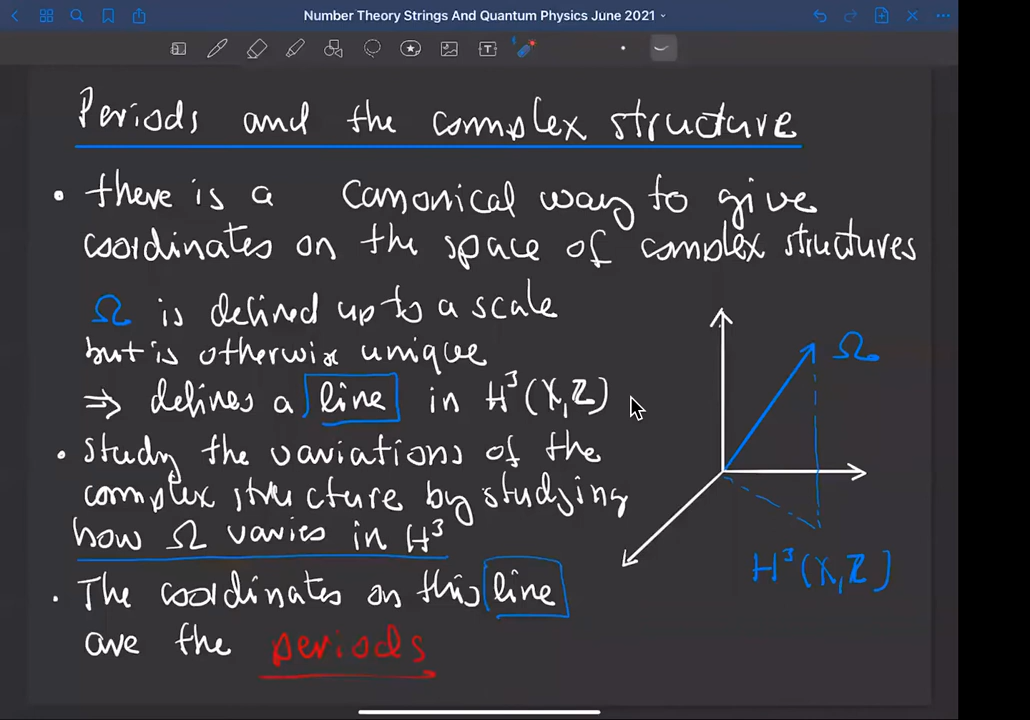 Number Theory Strings And Quantum Physics June 2021
Periods and the complex structure
• there is a canonical way to give
coordinates on the space of complex structures
Ω is defined up to a scale
but is otherwise unique
⇒ defines a line in H³(X,ℤ)
• Study the variations of the
complex structure by studying
how Ω varies in H³
• The coordinates on this line
are the periods
Ω
H³(X,ℤ)